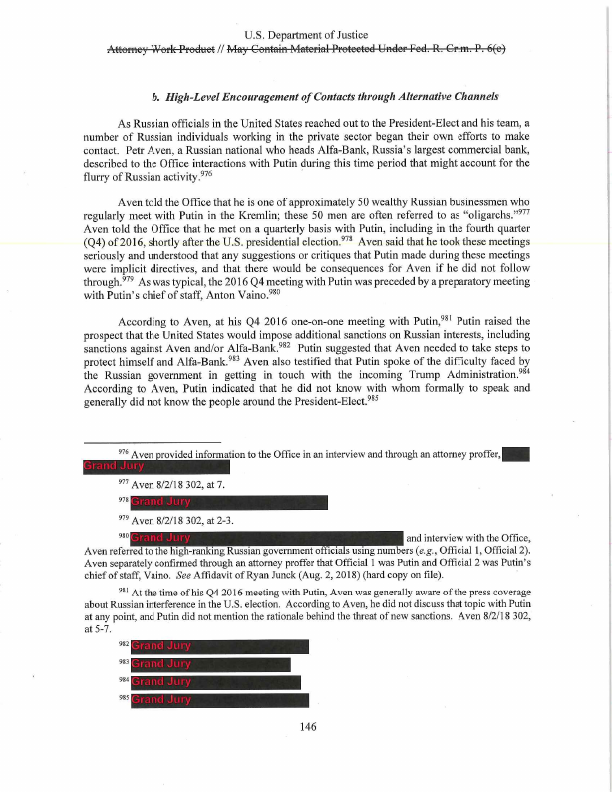 U.S. Department of Justice
Attorney Work Product // May Contain Material Protected Under Fed. R. Crim. P. 6(e)
b. High-Level Encouragement of Contacts through Alternative Channels
As Russian officials in the United States reached out to the President-Elect and his team, a
number of Russian individuals working in the private sector began their own efforts to make
contact. Petr Aven, a Russian national who heads Alfa-Bank, Russia's largest commercial bank,
described to the Office interactions with Putin during this time period that might account for the
flurry of Russian activity.976
Aven told the Office that he is one of approximately 50 wealthy Russian businessmen who
regularly meet with Putin in the Kremlin; these 50 men are often referred to as "oligarchs."977
Aven told the Office that he met on a quarterly basis with Putin, including in the fourth quarter
(Q4) of 2016, shortly after the U.S. presidential election.978 Aven said that he took these meetings
seriously and understood that any suggestions or critiques that Putin made during these meetings
were implicit directives, and that there would be consequences for Aven if he did not follow
through.979 As was typical, the 2016 Q4 meeting with Putin was preceded by a preparatory meeting
with Putin's chief of staff, Anton Vaino.980
According to Aven, at his Q4 2016 one-on-one meeting with Putin,981 Putin raised the
prospect that the United States would impose additional sanctions on Russian interests, including
sanctions against Aven and/or Alfa-Bank.982 Putin suggested that Aven needed to take steps to
protect himself and Alfa-Bank.983 Aven also testified that Putin spoke of the difficulty faced by
the Russian government in getting in touch with the incoming Trump Administration.984
According to Aven, Putin indicated that he did not know with whom formally to speak and
generally did not know the people around the President-Elect.985
976 Aven provided information to the Office in an interview and through an attorney proffer,
Grand Jury
977 Aven 8/2/18 302, at 7.
978 Grand Jury
979 Aven 8/2/18 302, at 2-3.
980 Grand Jury and interview with the Office,
Aven referred to the high-ranking Russian government officials using numbers (e.g., Official 1, Official 2).
Aven separately confirmed through an attorney proffer that Official 1 was Putin and Official 2 was Putin's
chief of staff, Vaino. See Affidavit of Ryan Junck (Aug. 2, 2018) (hard copy on file).
981 At the time of his Q4 2016 meeting with Putin, Aven was generally aware of the press coverage
about Russian interference in the U.S. election. According to Aven, he did not discuss that topic with Putin
at any point, and Putin did not mention the rationale behind the threat of new sanctions. Aven 8/2/18 302,
at 5-7.
982 Grand Jury
983 Grand Jury
984 Grand Jury
985 Grand Jury
146